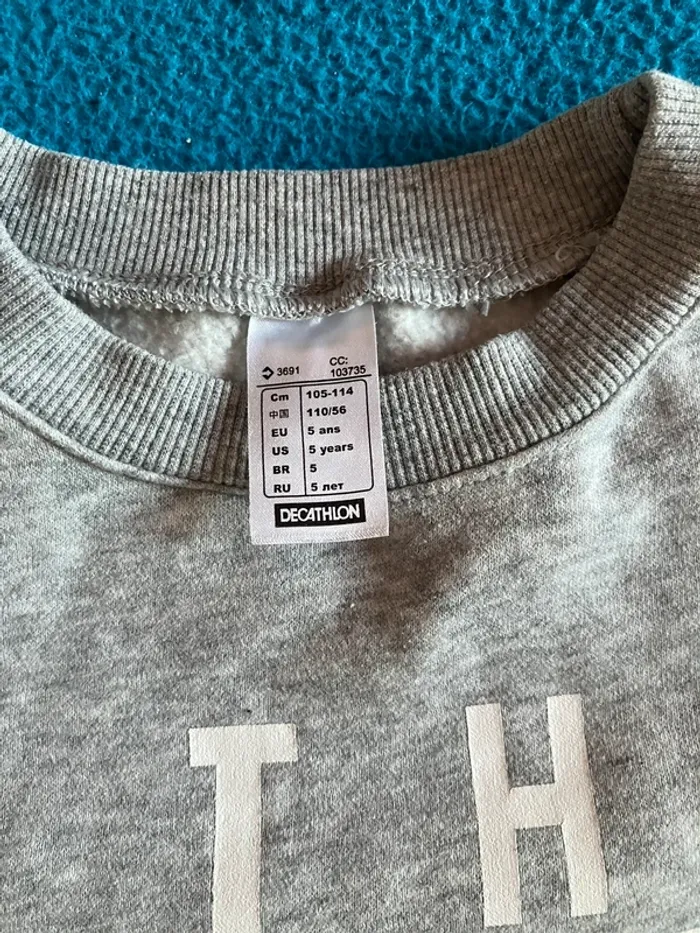 3691 CC: 103735
Cm 105-114
中国 110/56
EU 5 ans
US 5 years
BR 5
RU 5 лет
DECATHLON
T H